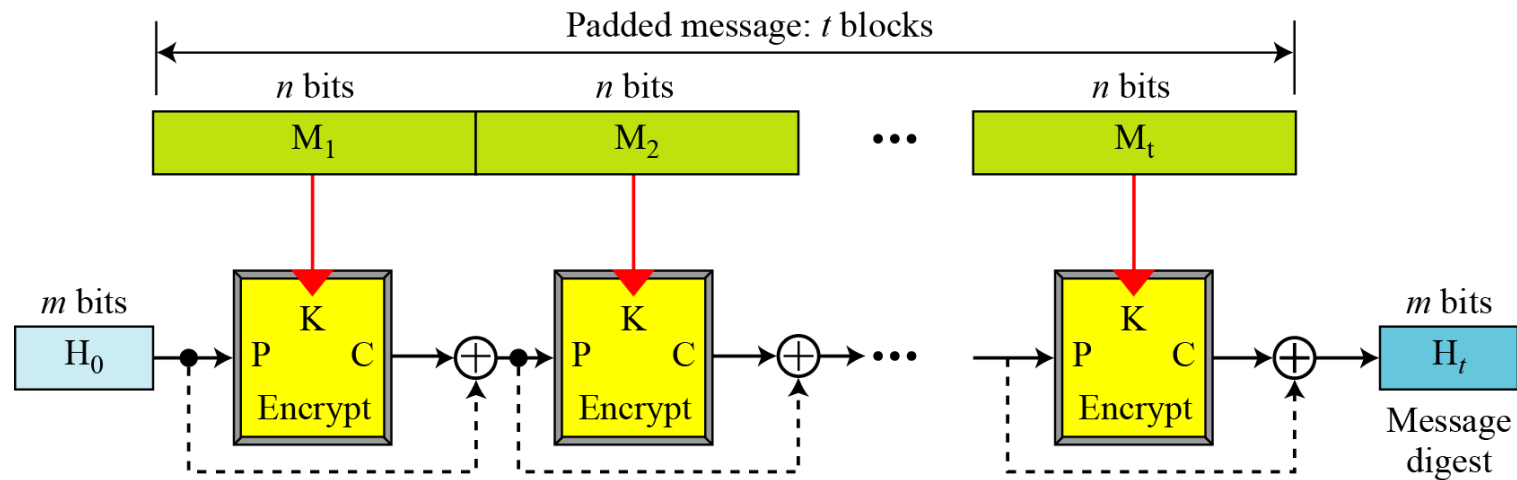 Padded message: t blocks
n bits
n bits
n bits
M₁
M₂
•••
Mₜ
m bits
H₀
P
K
C
Encrypt
P
K
C
Encrypt
•••
P
K
C
Encrypt
m bits
Hₜ
Message
digest